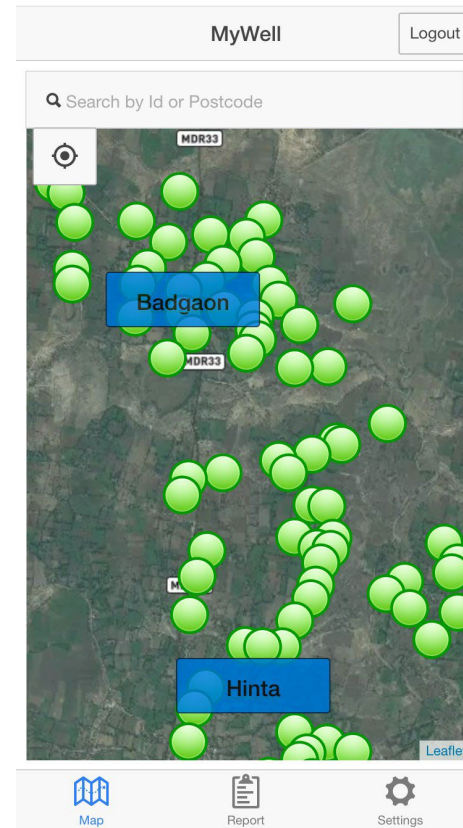 MyWell
Logout
Search by Id or Postcode
MDR33
Badgaon
MDR33
Hinta
Map
Report
Settings